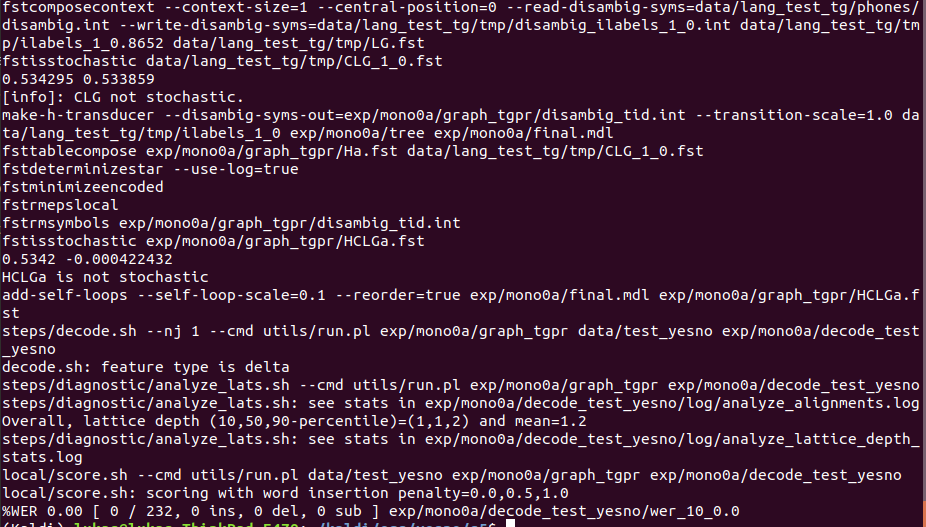 fstcomposecontext --context-size=1 --central-position=0 --read-disambig-syms=data/lang_test_tg/phones/
disambig.int --write-disambig-syms=data/lang_test_tg/tmp/disambig_ilabels_1_0.int data/lang_test_tg/tm
p/ilabels_1_0.8652 data/lang_test_tg/tmp/LG.fst
fstisstochastic data/lang_test_tg/tmp/CLG_1_0.fst
0.534295 0.533859
[info]: CLG not stochastic.
make-h-transducer --disambig-syms-out=exp/mono0a/graph_tgpr/disambig_tid.int --transition-scale=1.0 da
ta/lang_test_tg/tmp/ilabels_1_0 exp/mono0a/tree exp/mono0a/final.mdl
fsttablecompose exp/mono0a/graph_tgpr/Ha.fst data/lang_test_tg/tmp/CLG_1_0.fst
fstdeterminizestar --use-log=true
fstminimizeencoded
fstrmepslocal
fstrmsymbols exp/mono0a/graph_tgpr/disambig_tid.int
fstisstochastic exp/mono0a/graph_tgpr/HCLGa.fst
0.5342 -0.000422432
HCLGa is not stochastic
add-self-loops --self-loop-scale=0.1 --reorder=true exp/mono0a/final.mdl exp/mono0a/graph_tgpr/HCLGa.f
st
steps/decode.sh --nj 1 --cmd utils/run.pl exp/mono0a/graph_tgpr data/test_yesno exp/mono0a/decode_test
_yesno
decode.sh: feature type is delta
steps/diagnostic/analyze_lats.sh --cmd utils/run.pl exp/mono0a/graph_tgpr exp/mono0a/decode_test_yesno
steps/diagnostic/analyze_lats.sh: see stats in exp/mono0a/decode_test_yesno/log/analyze_alignments.log
Overall, lattice depth (10,50,90-percentile)=(1,1,2) and mean=1.2
steps/diagnostic/analyze_lats.sh: see stats in exp/mono0a/decode_test_yesno/log/analyze_lattice_depth_
stats.log
local/score.sh --cmd utils/run.pl data/test_yesno exp/mono0a/graph_tgpr exp/mono0a/decode_test_yesno
local/score.sh: scoring with word insertion penalty=0.0,0.5,1.0
%WER 0.00 [ 0 / 232, 0 ins, 0 del, 0 sub ] exp/mono0a/decode_test_yesno/wer_10_0.0